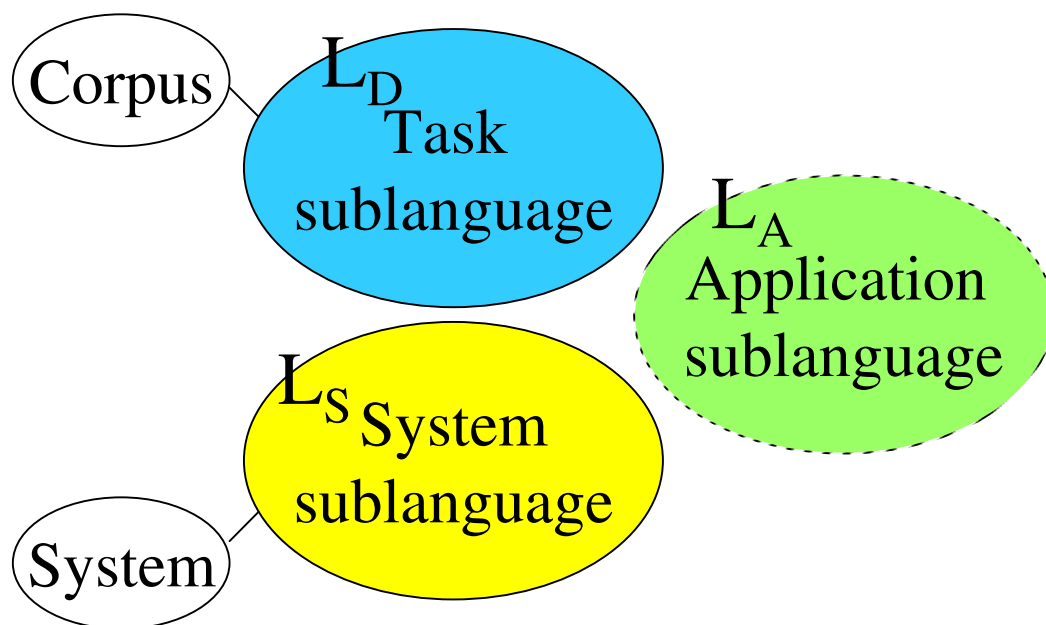 Corpus
L_D
Task
sublanguage
L_A
Application
sublanguage
L_S System
sublanguage
System